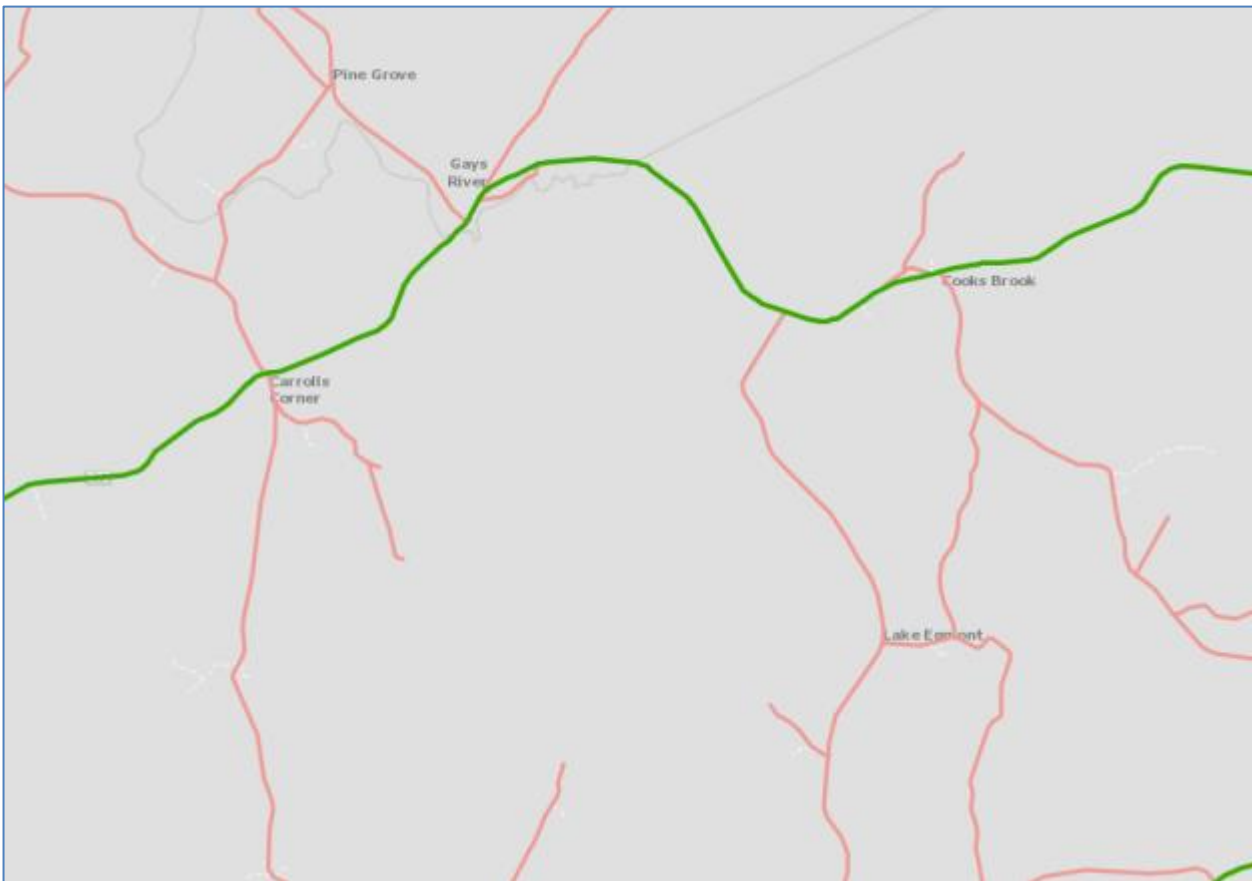 Pine Grove
Gays
River
Cooks Brook
Carrolls
Corner
Lake Egmont